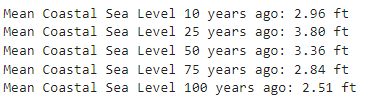 Mean Coastal Sea Level 10 years ago: 2.96 ft
Mean Coastal Sea Level 25 years ago: 3.80 ft
Mean Coastal Sea Level 50 years ago: 3.36 ft
Mean Coastal Sea Level 75 years ago: 2.84 ft
Mean Coastal Sea Level 100 years ago: 2.51 ft